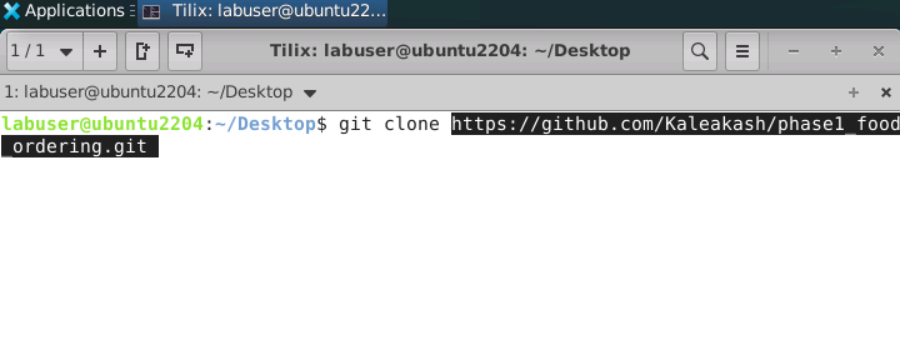 Applications Tilix: labuser@ubuntu22...
1 / 1 Tilix: labuser@ubuntu2204: ~/Desktop
1: labuser@ubuntu2204: ~/Desktop
labuser@ubuntu2204:~/Desktop$ git clone https://github.com/Kaleakash/phase1_food
_ordering.git